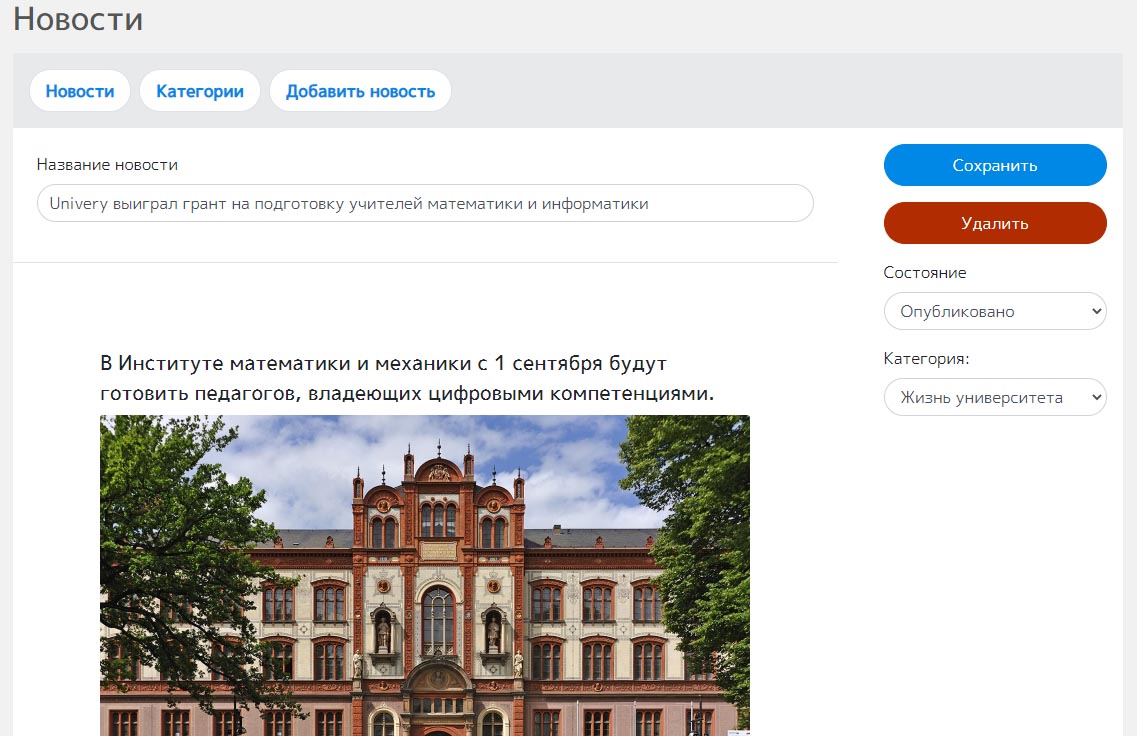 Новости
Новости Категории Добавить новость
Название новости
Univery выиграл грант на подготовку учителей математики и информатики
Сохранить
Удалить
Состояние
Опубликовано
Категория:
Жизнь университета
В Институте математики и механики с 1 сентября будут
готовить педагогов, владеющих цифровыми компетенциями.